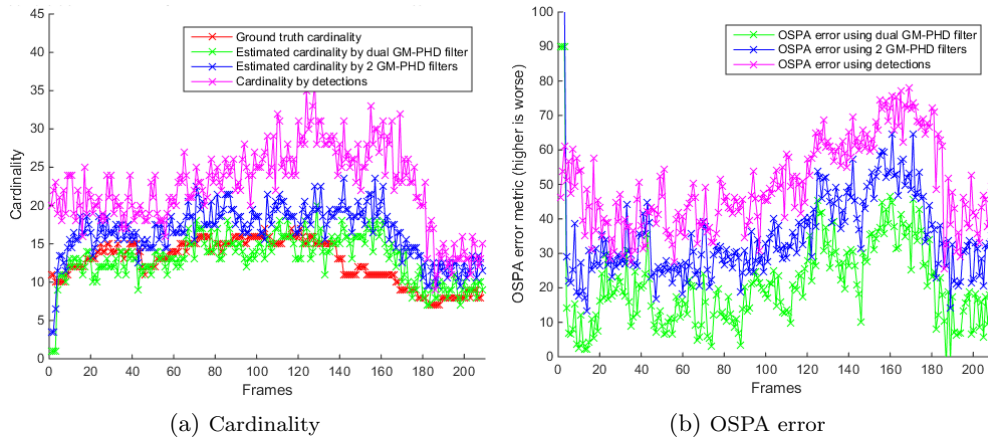 45
40
35
30
25
20
15
10
5
0
Cardinality
Ground truth cardinality
Estimated cardinality by dual GM-PHD filter
Estimated cardinality by 2 GM-PHD filters
Cardinality by detections
0 20 40 60 80 100 120 140 160 180 200
Frames
(a) Cardinality
100
90
80
70
60
50
40
30
20
10
0
OSPA error metric (higher is worse)
OSPA error using dual GM-PHD filter
OSPA error using 2 GM-PHD filters
OSPA error using detections
0 20 40 60 80 100 120 140 160 180 200
Frames
(b) OSPA error